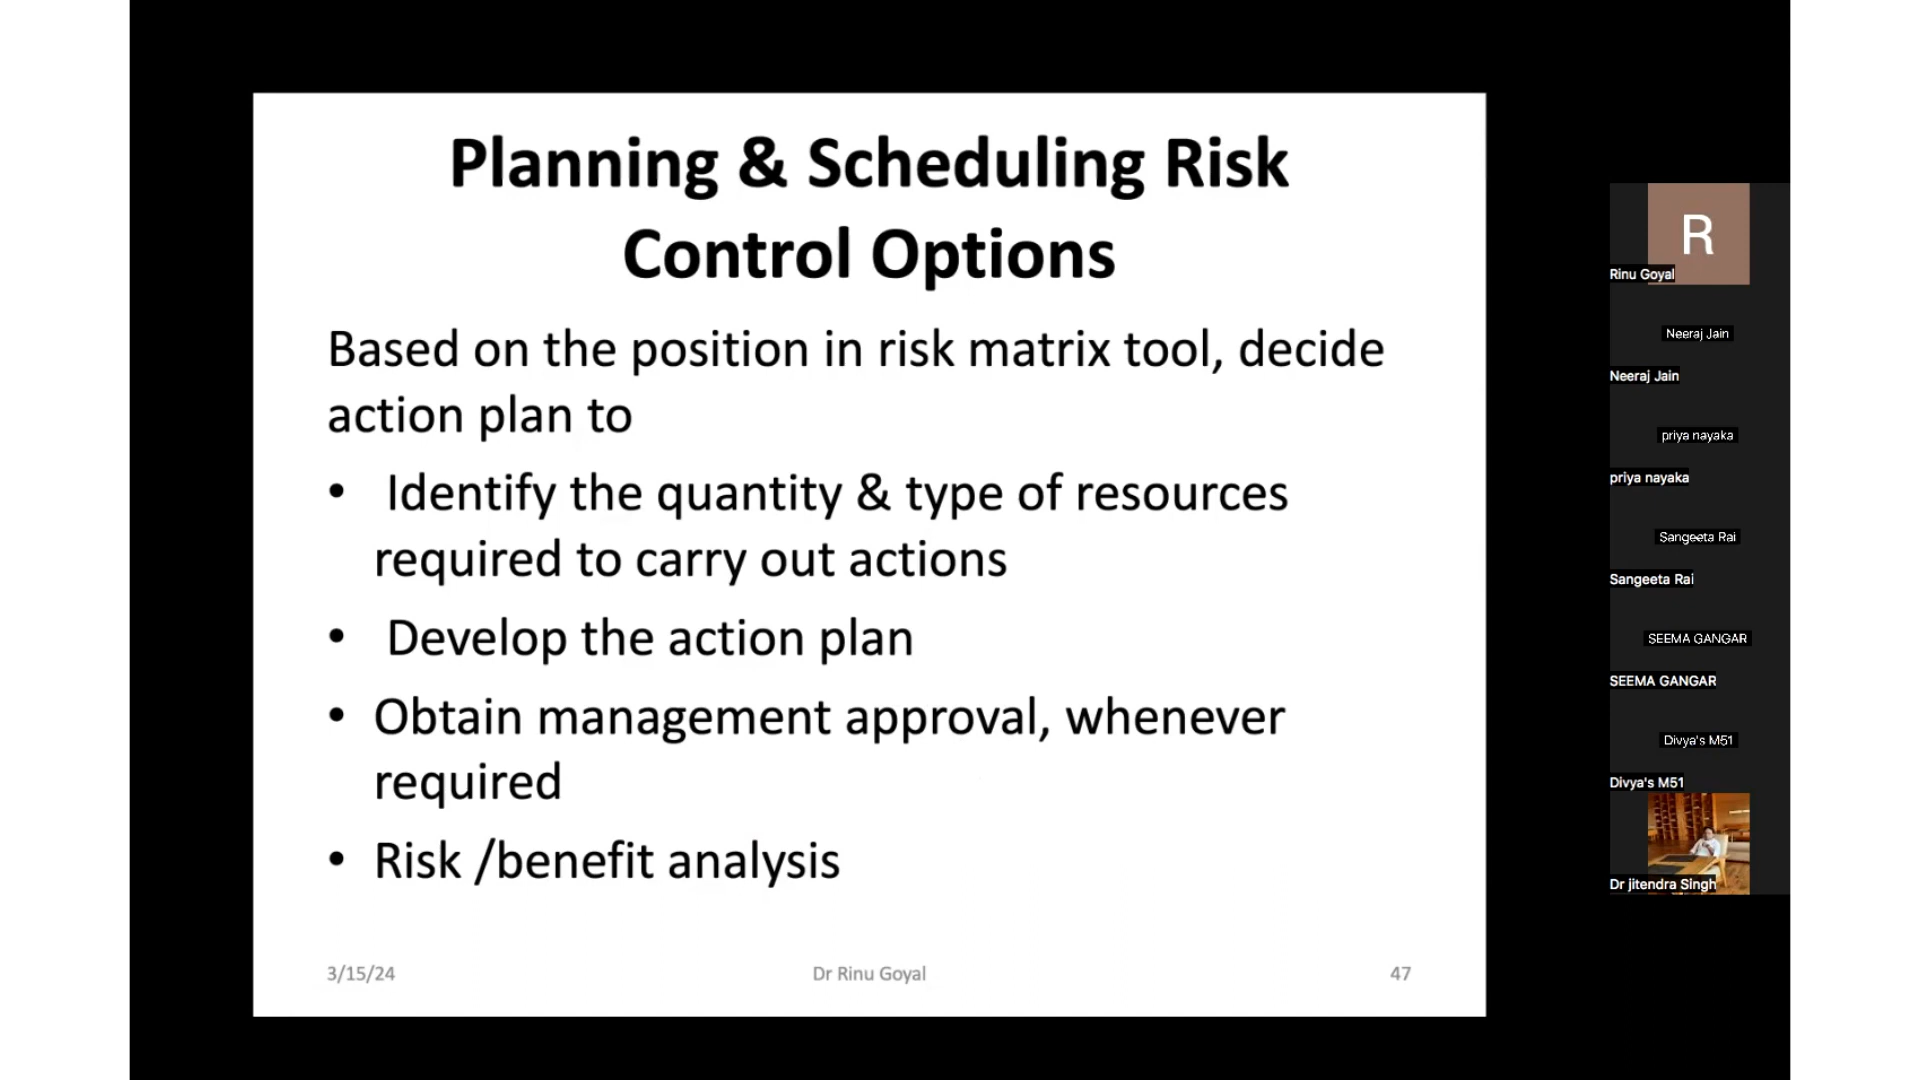 Planning & Scheduling Risk
Control Options
Based on the position in risk matrix tool, decide
action plan to
• Identify the quantity & type of resources
required to carry out actions
• Develop the action plan
• Obtain management approval, whenever
required
• Risk /benefit analysis
3/15/24
Dr Rinu Goyal
47
R
Rinu Goyal
Neeraj Jain
Neeraj Jain
priya nayaka
priya nayaka
Sangeeta Rai
Sangeeta Rai
SEEMA GANGAR
SEEMA GANGAR
Divya's M51
Divya's M51
Dr jitendra Singh